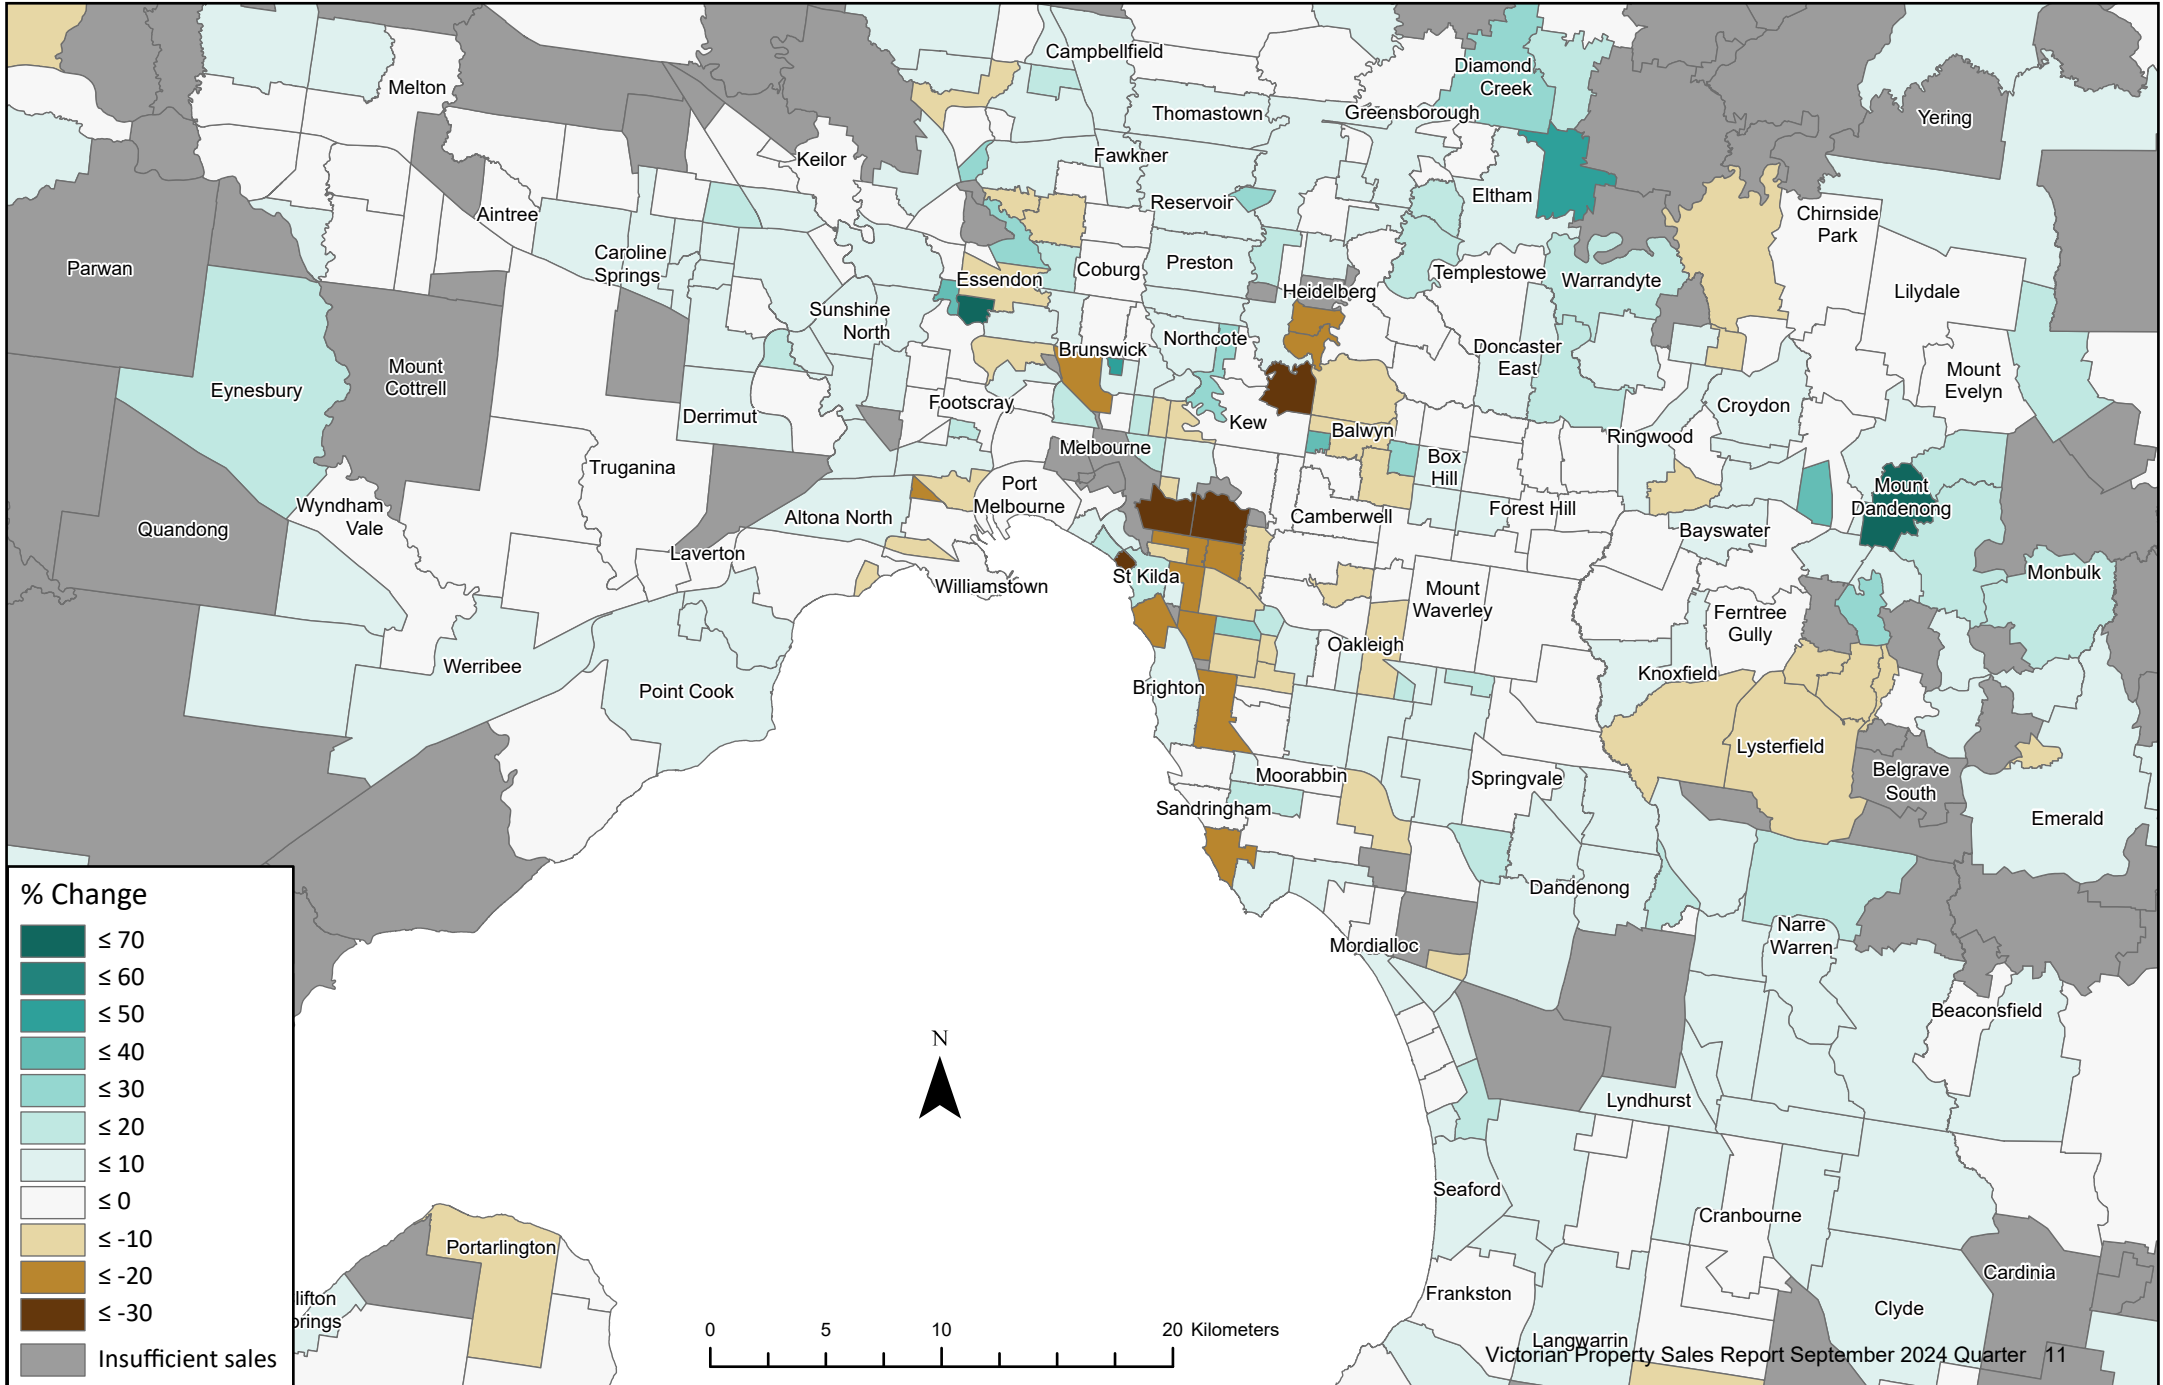 Campbellfield
Diamond
Creek
Melton
Thomastown
Greensborough
Yering
Keilor
Fawkner
Aintree
Reservoir
Eltham
Chirnside
Park
Caroline
Springs
Parwan
Essendon
Coburg
Preston
Templestowe
Warrandyte
Heidelberg
Lilydale
Sunshine
North
Northcote
Brunswick
Doncaster
East
Mount
Cottrell
Mount
Evelyn
Eynesbury
Derrimut
Footscray
Kew
Balwyn
Croydon
Ringwood
Melbourne
Box
Hill
Truganina
Port
Melbourne
Mount
Dandenong
Wyndham
Vale
Quandong
Altona North
Camberwell
Forest Hill
Bayswater
Laverton
Williamstown
St Kilda
Mount
Waverley
Monbulk
Ferntree
Gully
Oakleigh
Werribee
Point Cook
Brighton
Knoxfield
Lysterfield
Moorabbin
Springvale
Belgrave
South
Sandringham
Emerald
Dandenong
Narre
Warren
Mordialloc
Beaconsfield
Lyndhurst
Seaford
Cranbourne
Portarlington
Cardinia
Frankston
Clyde
lifton
prings
Langwarrin
% Change
≤ 70
≤ 60
≤ 50
≤ 40
≤ 30
≤ 20
≤ 10
≤ 0
≤ -10
≤ -20
≤ -30
Insufficient sales
N
0 5 10 20 Kilometers
Victorian Property Sales Report September 2024 Quarter 11